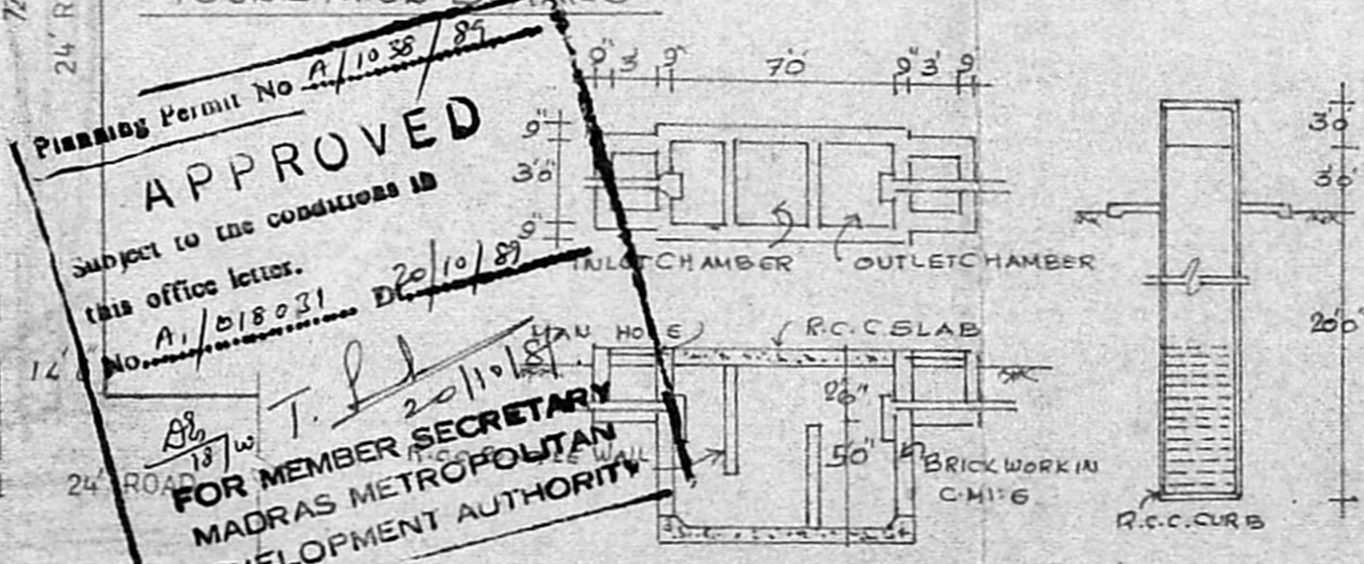 24' R
Planning Permit No A/1038/89
APPROVED
Subject to the conditions in
this office letter.
No. A1/018031 Dt. 20/10/89
20/10/89
FOR MEMBER SECRETARY
MADRAS METROPOLITAN
DEVELOPMENT AUTHORITY
14'
24' ROAD
9" 3' 9" 7'0" 9" 3' 9"
9"
3'6"
9"
INLET CHAMBER
OUTLET CHAMBER
MAN HOLE
R.C.C SLAB
WALL
5'0"
BRICK WORK IN
C.M 1:6
3'0"
3'0"
20'0"
R.C.C. CURB